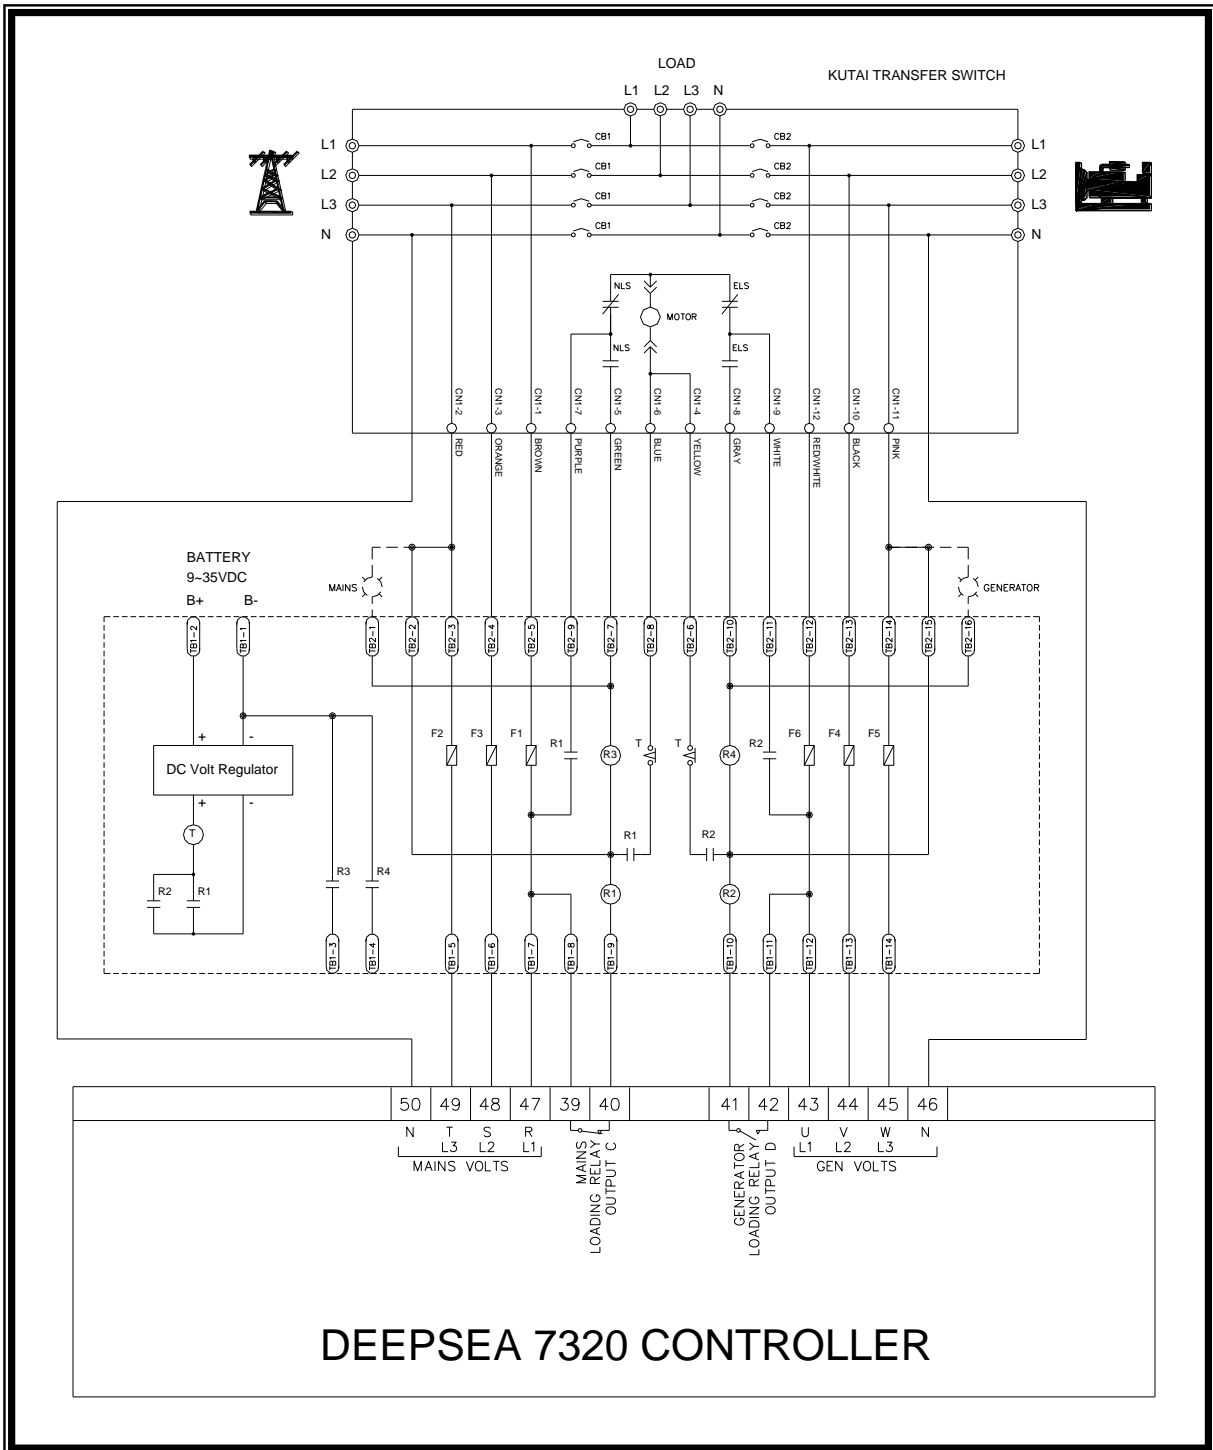 LOAD
KUTAI TRANSFER SWITCH
L1 L2 L3 N
L1 CB1 CB2 L1
L2 CB1 CB2 L2
L3 CB1 CB2 L3
N CB1 CB2 N
NLS ELS
MOTOR
NLS ELS
CN1-2 CN1-3 CN1-1 CN1-7 CN1-5 CN1-6 CN1-4 CN1-8 CN1-9 CN1-12 CN1-10 CN1-11
RED ORANGE BROWN PURPLE GREEN BLUE YELLOW GRAY WHITE RED/WHITE BLACK PINK
BATTERY
9~35VDC
B+ B-
MAINS GENERATOR
TB1-2 TB1-1 TB2-1 TB2-2 TB2-3 TB2-4 TB2-5 TB2-9 TB2-7 TB2-8 TB2-6 TB2-10 TB2-11 TB2-12 TB2-13 TB2-14 TB2-15 TB2-16
+ - F2 F3 F1 R1 R3 T T R4 R2 F6 F4 F5
DC Volt Regulator
+ -
T R1 R2
R2 R1 R3 R4 R1 R2
TB1-3 TB1-4 TB1-5 TB1-6 TB1-7 TB1-8 TB1-9 TB1-10 TB1-11 TB1-12 TB1-13 TB1-14
50 49 48 47 39 40 41 42 43 44 45 46
N T S R U V W N
L3 L2 L1 L1 L2 L3
MAINS VOLTS GEN VOLTS
MAINS
LOADING RELAY
OUTPUT C
GENERATOR
LOADING RELAY
OUTPUT D
DEEPSEA 7320 CONTROLLER